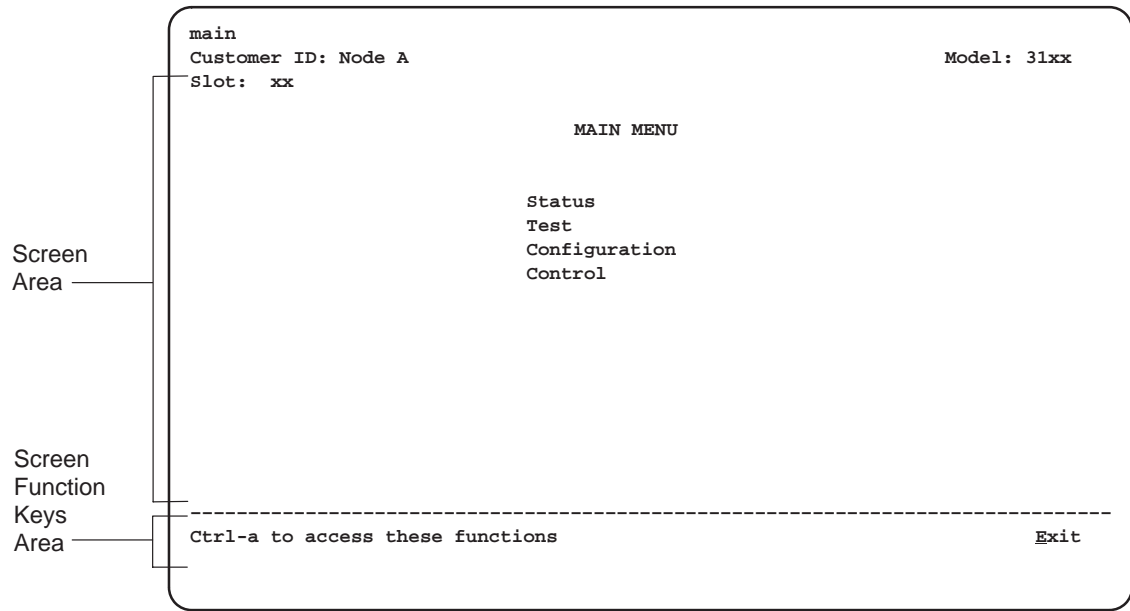 main
Customer ID: Node A Model: 31xx
Slot: xx
MAIN MENU
Status
Test
Configuration
Control
Screen
Area
Screen
Function
Keys
Area
Ctrl-a to access these functions Exit